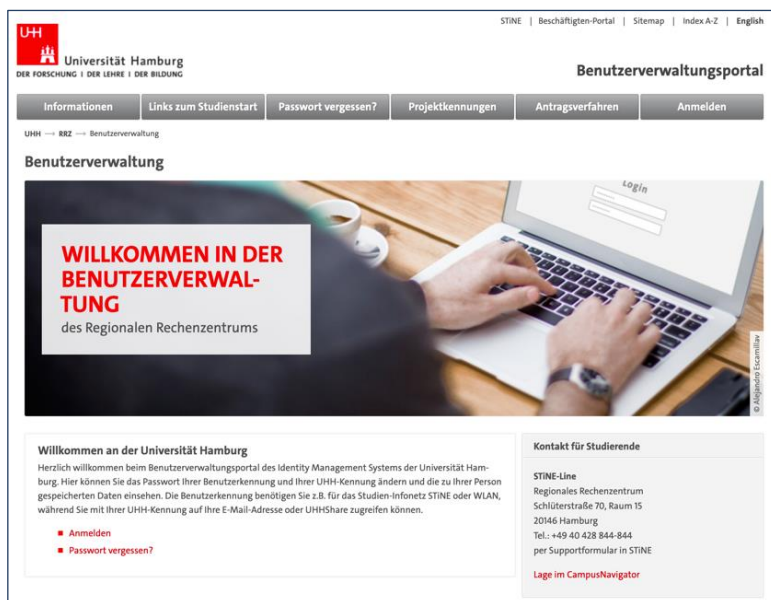 STiNE | Beschäftigten-Portal | Sitemap | Index A-Z | English
UHH
Universität Hamburg
DER FORSCHUNG | DER LEHRE | DER BILDUNG
Benutzerverwaltungsportal
Informationen
Links zum Studienstart
Passwort vergessen?
Projektkennungen
Antragsverfahren
Anmelden
UHH → RRZ → Benutzerverwaltung
Benutzerverwaltung
Login
WILLKOMMEN IN DER
BENUTZERVERWAL-
TUNG
des Regionalen Rechenzentrums
© Alejandro Escamillav
Willkommen an der Universität Hamburg
Herzlich willkommen beim Benutzerverwaltungsportal des Identity Management Systems der Universität Ham-
burg. Hier können Sie das Passwort Ihrer Benutzerkennung und Ihrer UHH-Kennung ändern und die zu Ihrer Person
gespeicherten Daten einsehen. Die Benutzerkennung benötigen Sie z.B. für das Studien-Infonetz STiNE oder WLAN,
während Sie mit Ihrer UHH-Kennung auf Ihre E-Mail-Adresse oder UHHShare zugreifen können.
Anmelden
Passwort vergessen?
Kontakt für Studierende
STiNE-Line
Regionales Rechenzentrum
Schlüterstraße 70, Raum 15
20146 Hamburg
Tel.: +49 40 428 844-844
per Supportformular in STiNE
Lage im CampusNavigator